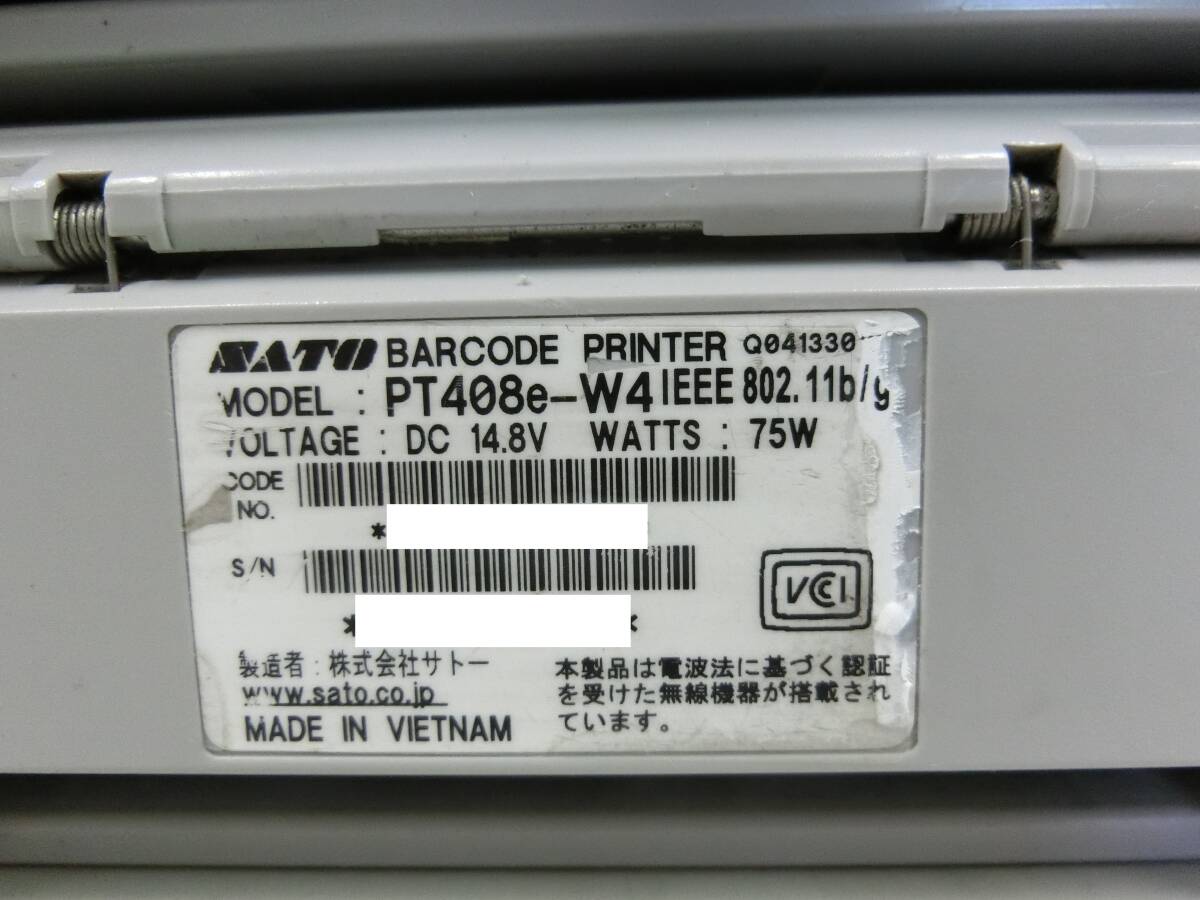 SATO BARCODE PRINTER Q041330
MODEL : PT408e-W4 IEEE 802.11b/g
VOLTAGE : DC 14.8V WATTS : 75W
CODE
NO.
*
S/N
*
VCCI
製造者：株式会社サトー
www.sato.co.jp
MADE IN VIETNAM
本製品は電波法に基づく認証
を受けた無線機器が搭載され
ています。